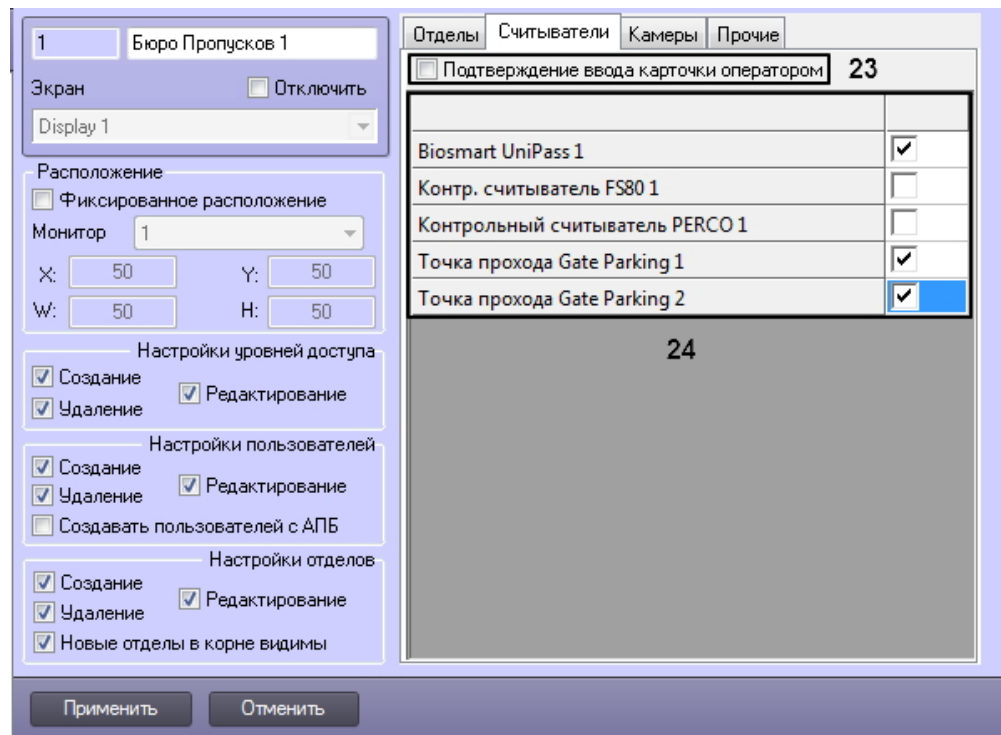 1
Бюро Пропусков 1
Экран
Отключить
Display 1
Расположение
Фиксированное расположение
Монитор 1
X: 50 Y: 50
W: 50 H: 50
Настройки уровней доступа
Создание
Редактирование
Удаление
Настройки пользователей
Создание
Редактирование
Удаление
Создавать пользователей с АПБ
Настройки отделов
Создание
Редактирование
Удаление
Новые отделы в корне видимы
Отделы Считыватели Камеры Прочие
Подтверждение ввода карточки оператором 23
Biosmart UniPass 1
Контр. считыватель FS80 1
Контрольный считыватель PERCO 1
Точка прохода Gate Parking 1
Точка прохода Gate Parking 2
24
Применить Отменить